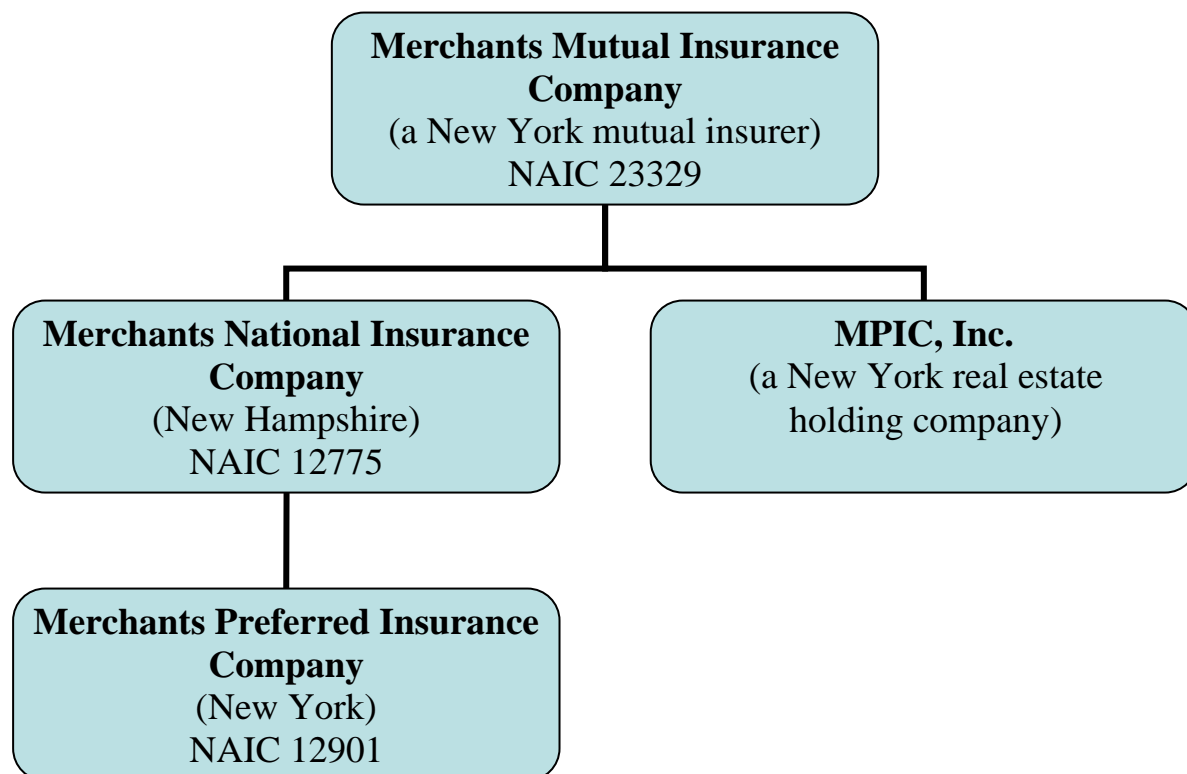 Merchants Mutual Insurance
Company
(a New York mutual insurer)
NAIC 23329
Merchants National Insurance
Company
(New Hampshire)
NAIC 12775
MPIC, Inc.
(a New York real estate
holding company)
Merchants Preferred Insurance
Company
(New York)
NAIC 12901